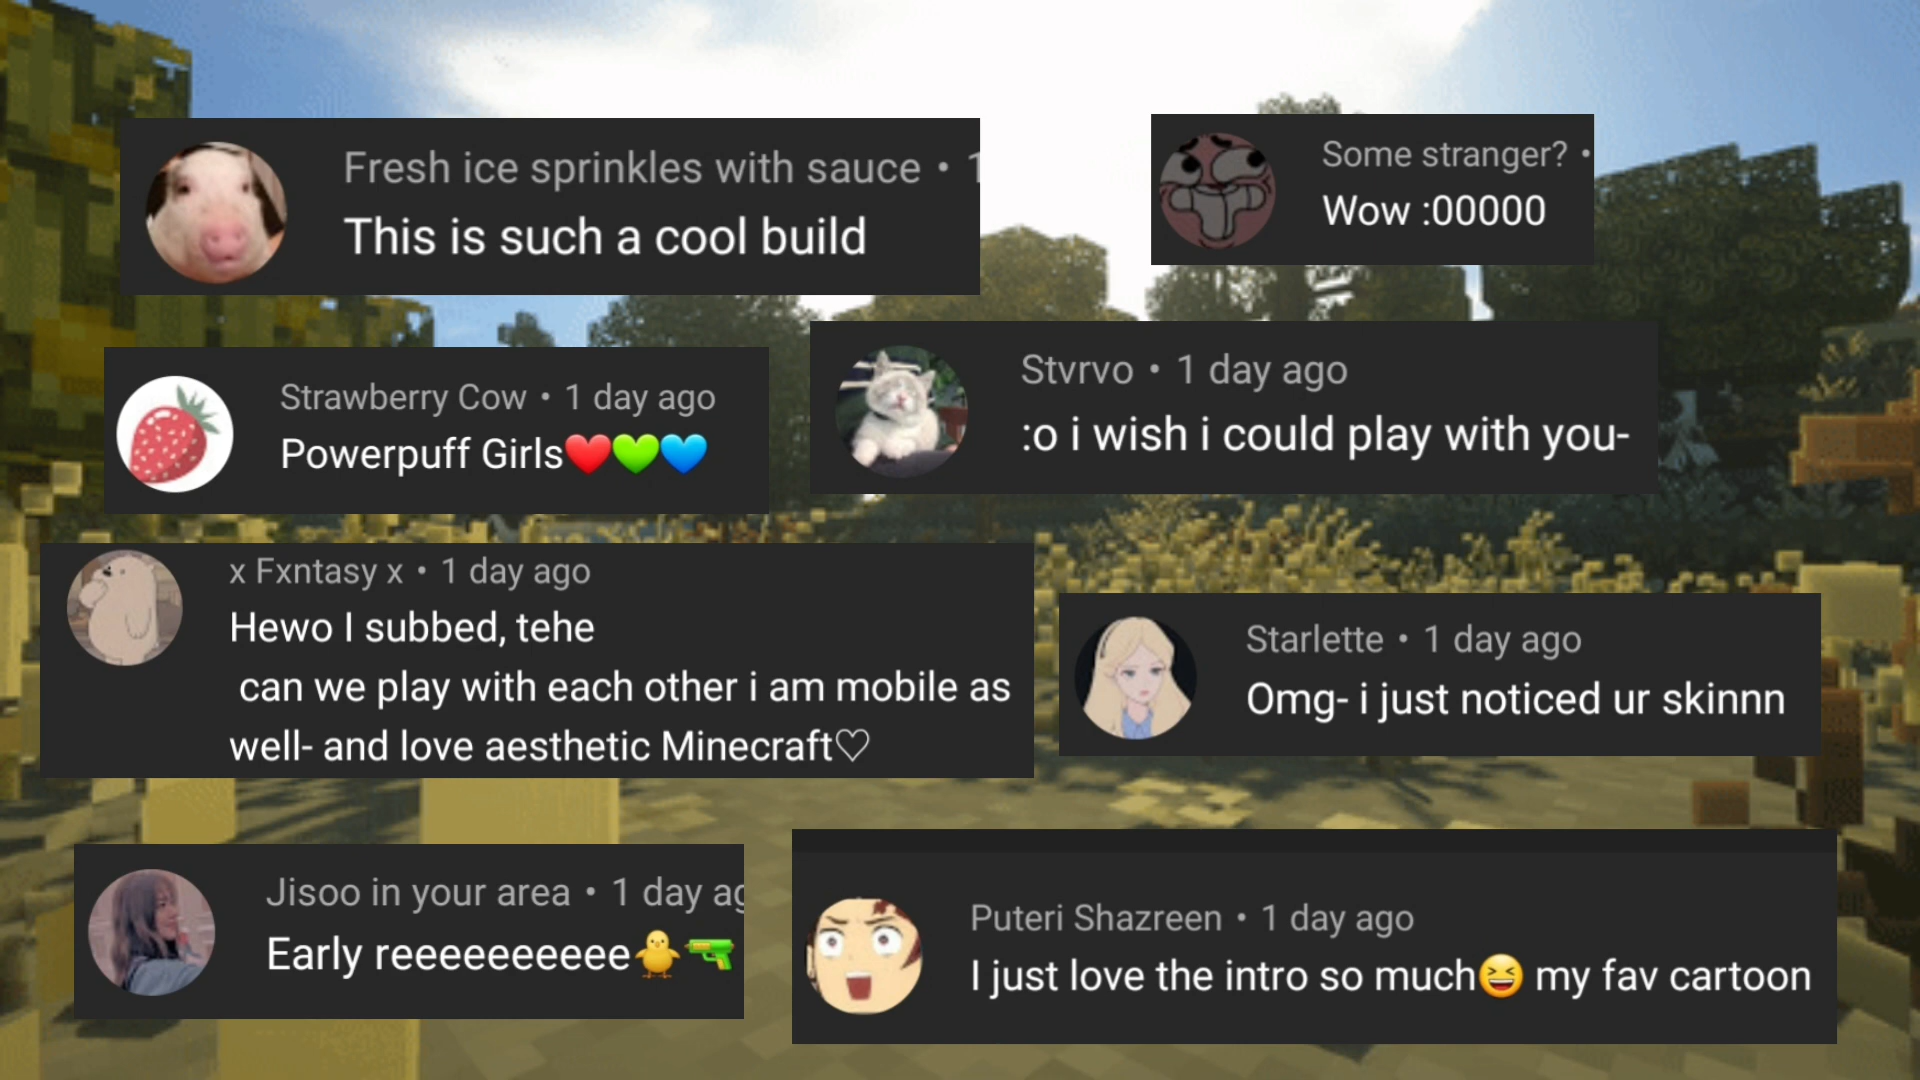 Fresh ice sprinkles with sauce • 1
This is such a cool build
Some stranger? •
Wow :00000
Strawberry Cow • 1 day ago
Powerpuff Girls❤️💚💙
Stvrvo • 1 day ago
:o i wish i could play with you-
x Fxntasy x • 1 day ago
Hewo I subbed, tehe
can we play with each other i am mobile as
well- and love aesthetic Minecraft♡
Starlette • 1 day ago
Omg- i just noticed ur skinnn
Jisoo in your area • 1 day ag
Early reeeeeeeeeee🐥🔫
Puteri Shazreen • 1 day ago
I just love the intro so much😆 my fav cartoon